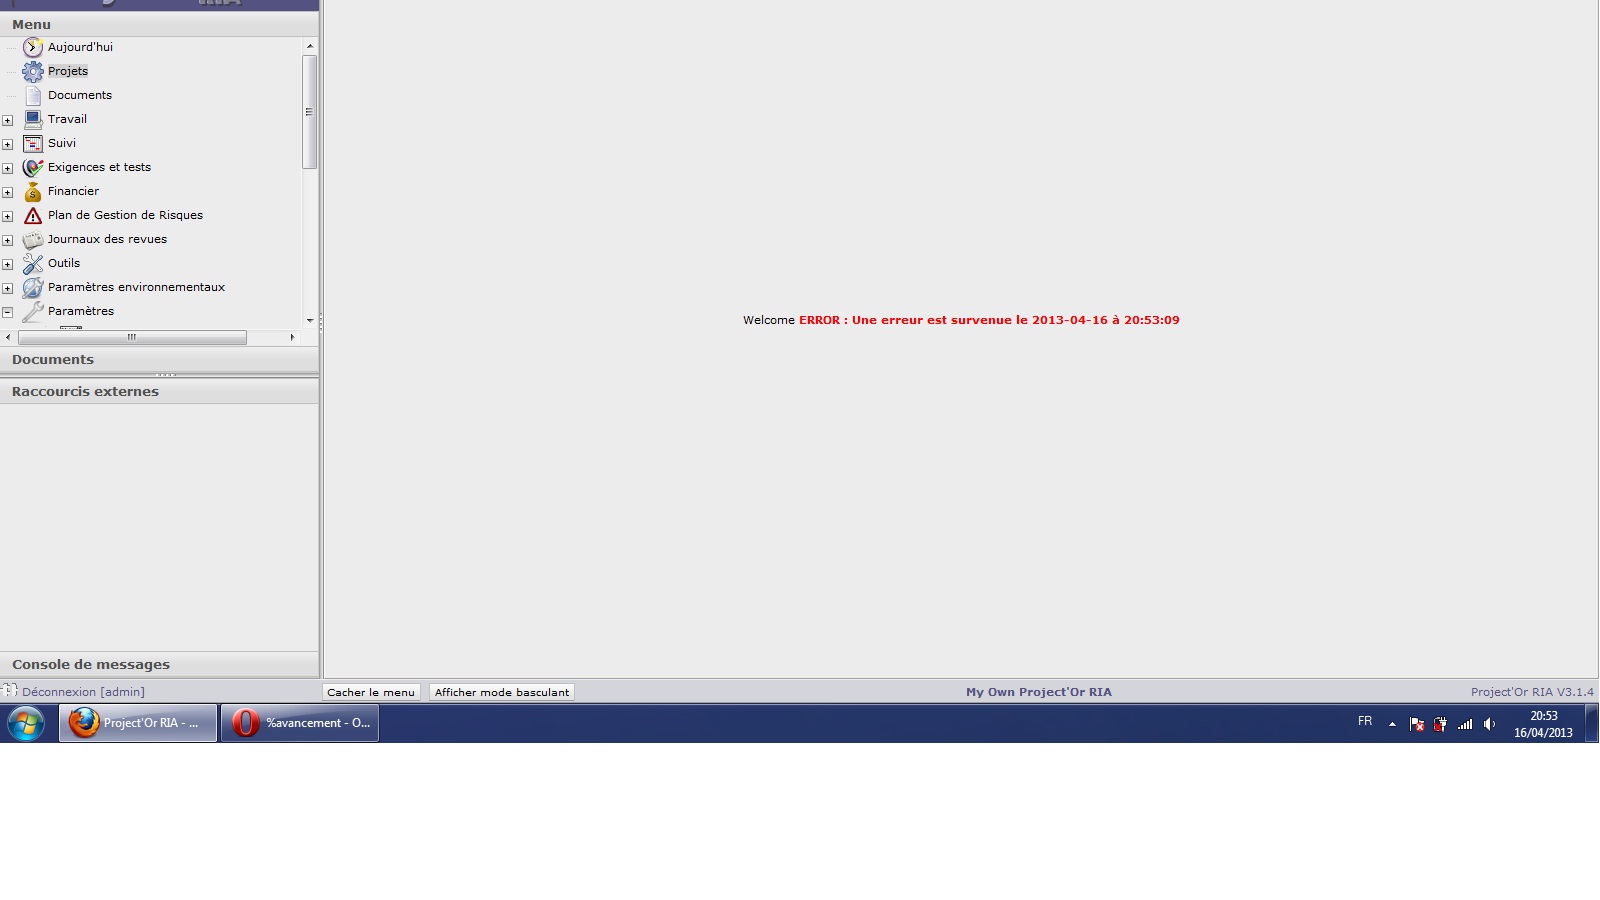 RIA
Menu
Aujourd'hui
Projets
Documents
Travail
Suivi
Exigences et tests
Financier
Plan de Gestion de Risques
Journaux des revues
Outils
Paramètres environnementaux
Paramètres
Documents
Raccourcis externes
Console de messages
Welcome ERROR : Une erreur est survenue le 2013-04-16 à 20:53:09
Déconnexion [admin]
Cacher le menu
Afficher mode basculant
My Own Project'Or RIA
Project'Or RIA V3.1.4
Project'Or RIA - ...
%avancement - O...
FR
20:53
16/04/2013